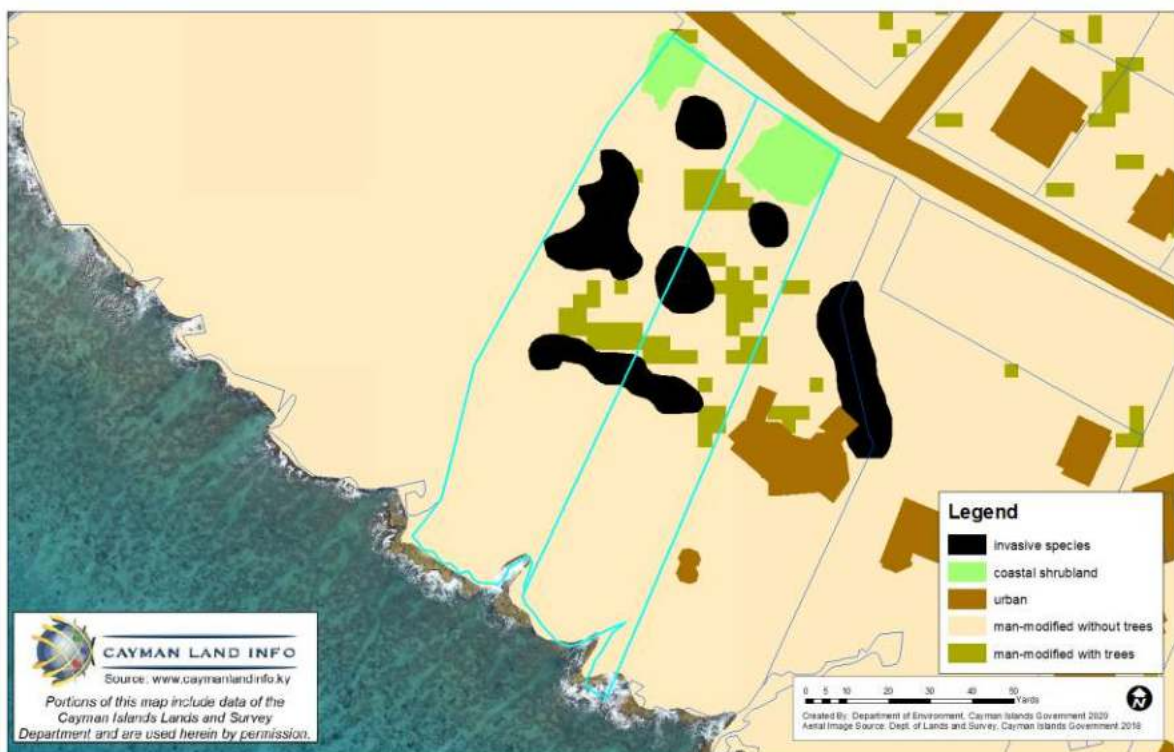 Legend
invasive species
coastal shrubland
urban
man-modified without trees
man-modified with trees
CAYMAN LAND INFO
Source: www.caymanlandinfo.ky
Portions of this map include data of the
Cayman Islands Lands and Survey
Department and are used herein by permission.
0 5 10 20 30 40 50
Yards
N
Created By: Department of Environment, Cayman Islands Government 2020
Aerial Image Source: Dept. of Lands and Survey, Cayman Islands Government 2018